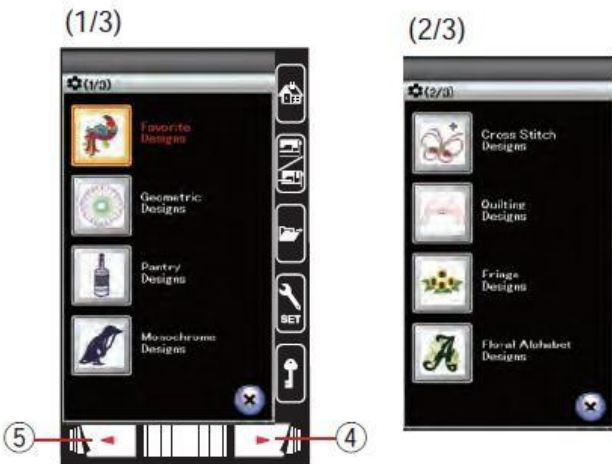 (1/3)
(1/3)
Favorite
Designs
Geometric
Designs
Pantry
Designs
Monochrome
Designs
SET
5
4
(2/3)
(2/3)
Cross Stitch
Designs
Quilting
Designs
Fringe
Designs
A
Floral Alphabet
Designs